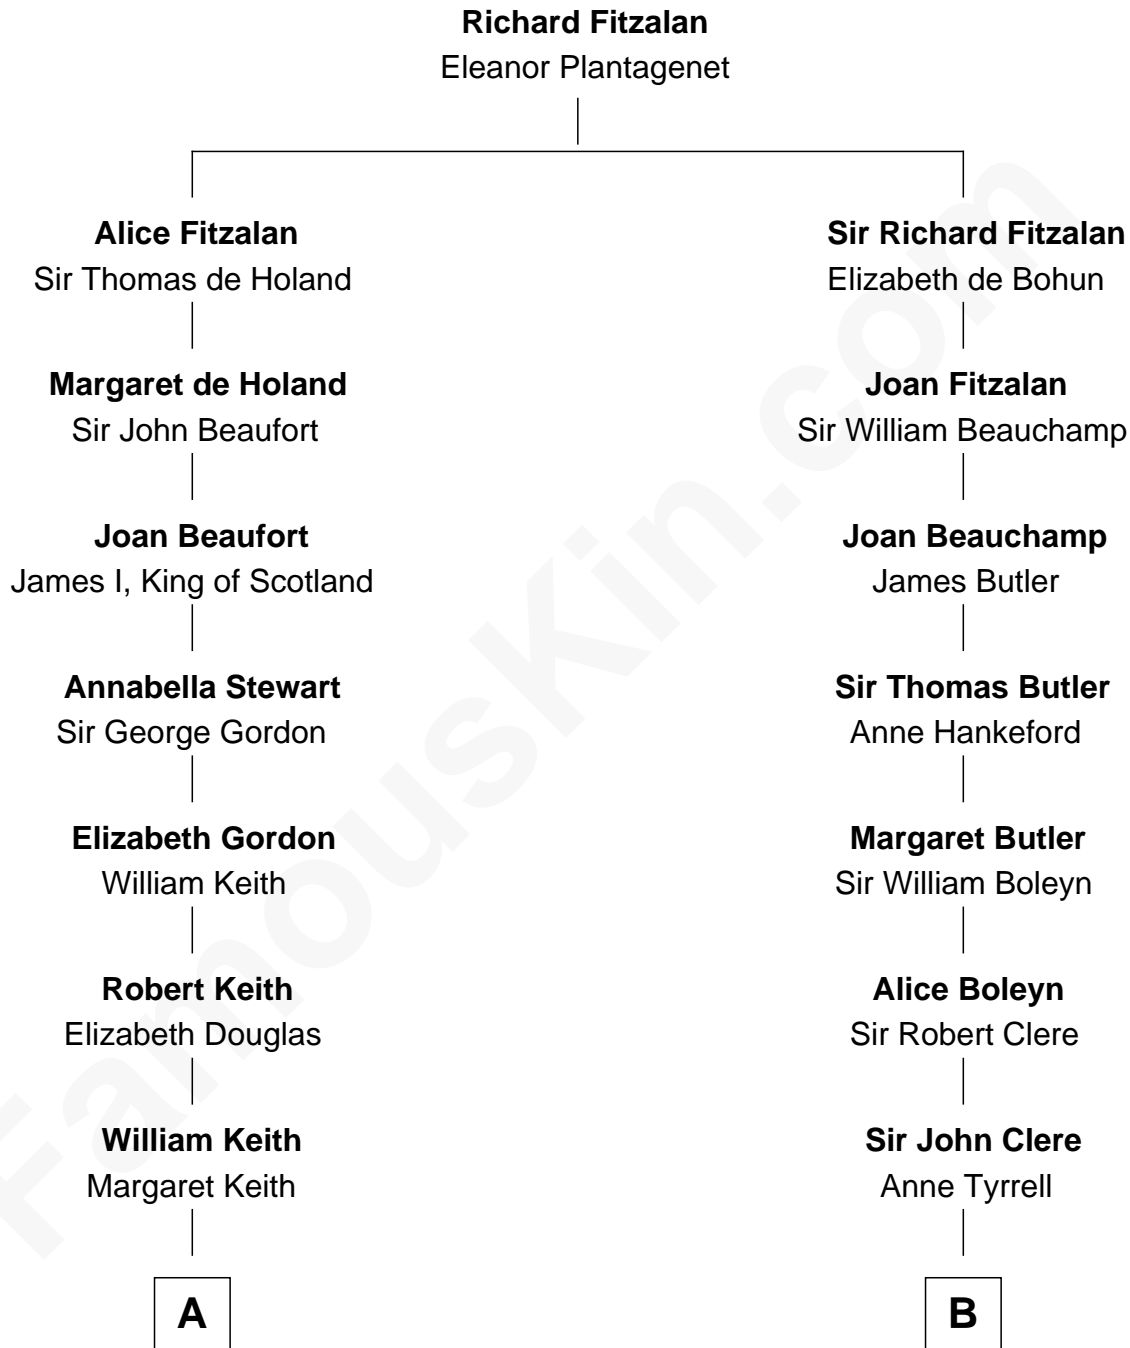 Richard Fitzalan
Eleanor Plantagenet
Alice Fitzalan
Sir Thomas de Holand
Margaret de Holand
Sir John Beaufort
Joan Beaufort
James I, King of Scotland
Annabella Stewart
Sir George Gordon
Elizabeth Gordon
William Keith
Robert Keith
Elizabeth Douglas
William Keith
Margaret Keith
A
Sir Richard Fitzalan
Elizabeth de Bohun
Joan Fitzalan
Sir William Beauchamp
Joan Beauchamp
James Butler
Sir Thomas Butler
Anne Hankeford
Margaret Butler
Sir William Boleyn
Alice Boleyn
Sir Robert Clere
Sir John Clere
Anne Tyrrell
B
FamousKin.com